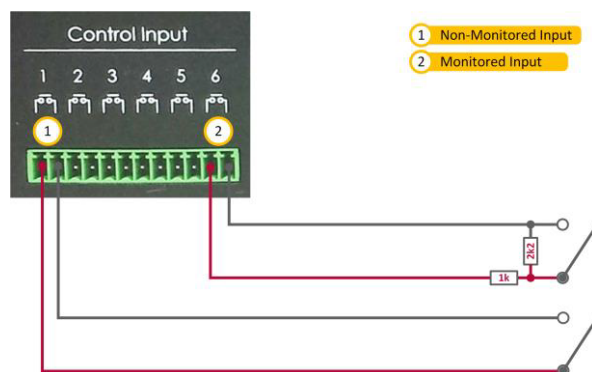 Control Input
1 2 3 4 5 6
1 2
1 Non-Monitored Input
2 Monitored Input
2k2
1k